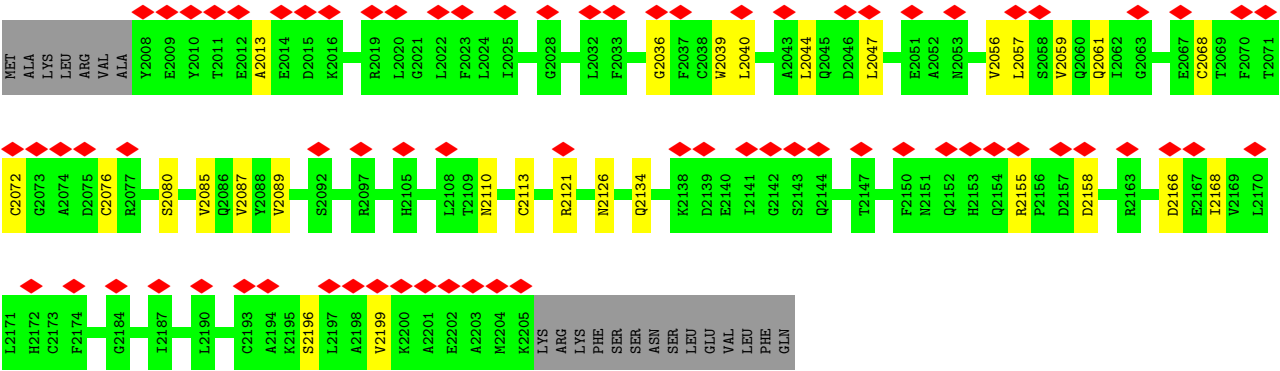 MET ALA LYS LEU ARG VAL ALA Y2008 E2009 Y2010 T2011 E2012 A2013 E2014 D2015 K2016 R2019 L2020 G2021 L2022 F2023 L2024 I2025 G2028 L2032 F2033 G2036 F2037 C2038 W2039 L2040 A2043 L2044 Q2045 D2046 L2047 E2051 A2052 N2053 V2056 L2057 S2058 V2059 Q2060 Q2061 I2062 G2063 E2067 C2068 T2069 F2070 T2071
C2072 G2073 A2074 D2075 C2076 R2077 S2080 V2085 Q2086 V2087 Y2088 V2089 S2092 R2097 H2105 L2108 T2109 N2110 C2113 R2121 N2126 Q2134 K2138 D2139 E2140 I2141 G2142 S2143 Q2144 T2147 F2150 N2151 Q2152 H2153 Q2154 R2155 P2156 D2157 D2158 R2163 D2166 E2167 I2168 V2169 L2170
L2171 H2172 C2173 F2174 G2184 I2187 L2190 C2193 A2194 K2195 S2196 L2197 A2198 V2199 K2200 A2201 E2202 A2203 M2204 K2205 LYS ARG LYS PHE SER SER ASN SER LEU GLU VAL LEU PHE GLN